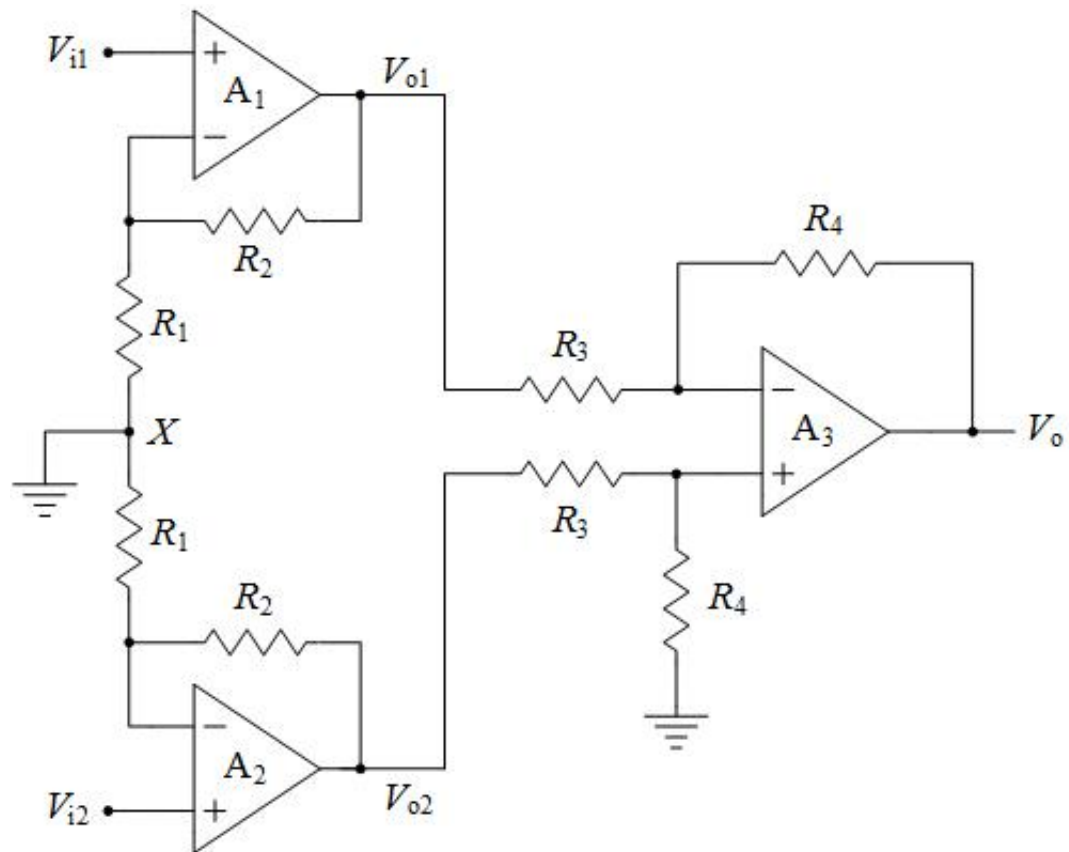 V_i1
+
A_1
V_o1
−
R_2
R_4
R_1
R_3
−
X
A_3
V_o
+
R_3
R_1
R_2
R_4
−
A_2
V_o2
V_i2
+